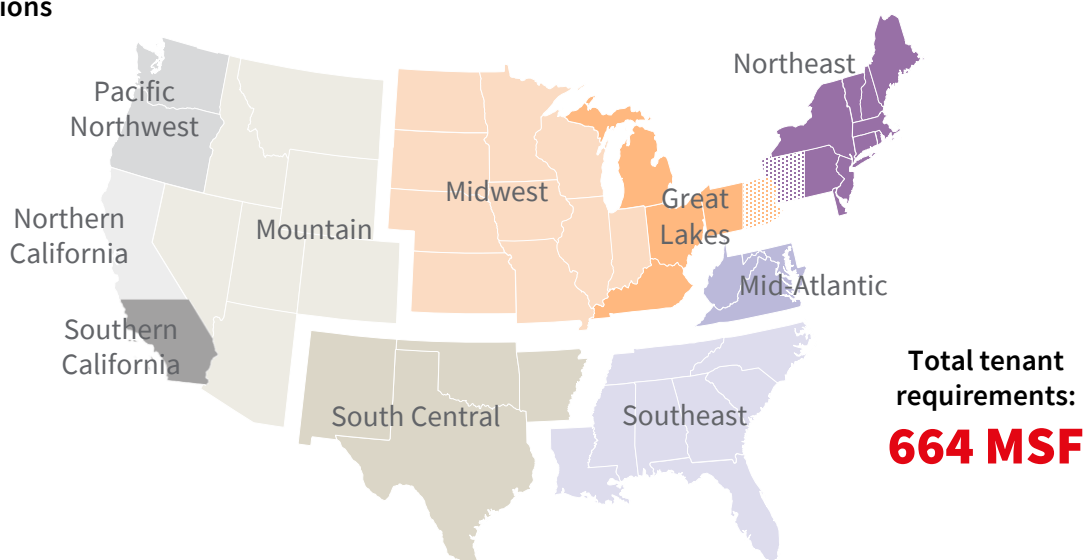 ions
Northeast
Pacific
Northwest
Midwest
Great
Lakes
Northern
California
Mountain
Mid-Atlantic
Southern
California
Total tenant
requirements:
664 MSF
South Central
Southeast